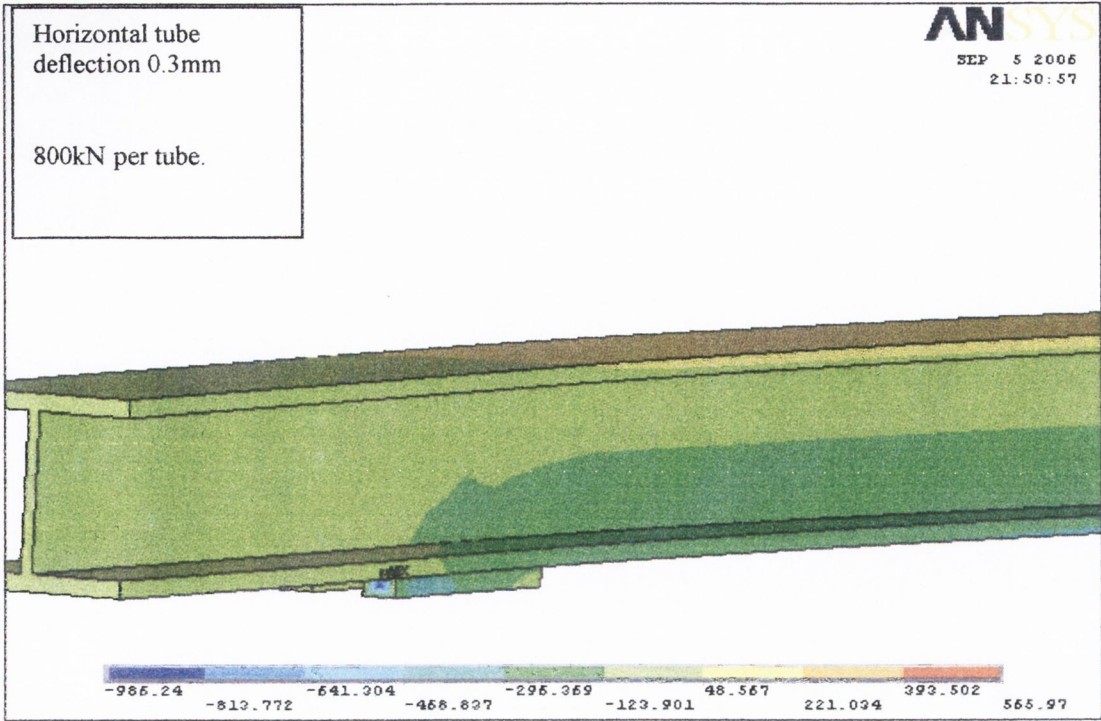 Horizontal tube
deflection 0.3mm
800kN per tube.
ANSYS
SEP 5 2006
21:50:57
-986.24 -641.304 -296.369 48.567 393.502
-813.772 -468.837 -123.901 221.034 565.97